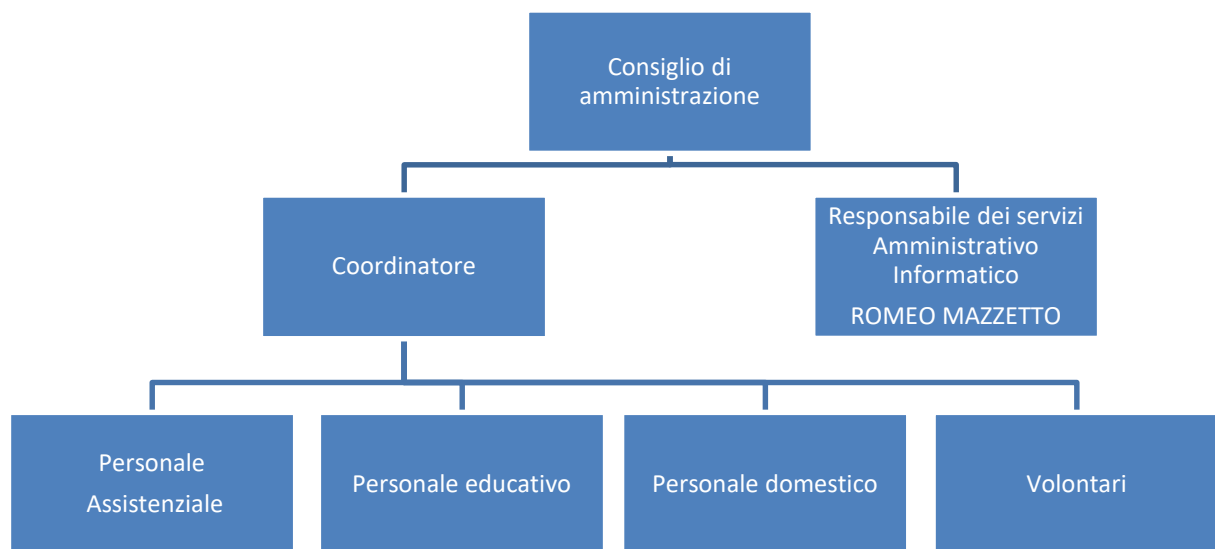 Consiglio di
amministrazione
Coordinatore
Responsabile dei servizi
Amministrativo
Informatico
ROMEO MAZZETTO
Personale
Assistenziale
Personale educativo
Personale domestico
Volontari